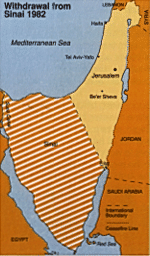 Withdrawal from
Sinai 1982
LEBANON
SYRIA
Haifa
Mediterranean Sea
Tel Aviv-Yafo
Jerusalem
Be'er Sheva
Sinai
JORDAN
SAUDI ARABIA
International
Boundary
Ceasefire Line
EGYPT
Red Sea